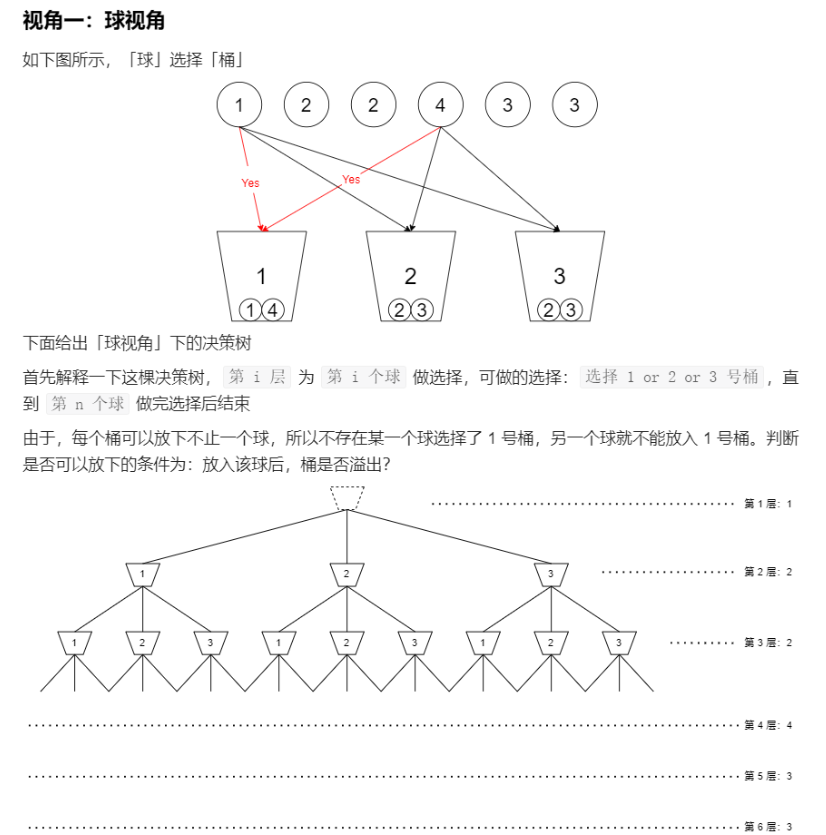 视角一：球视角
如下图所示，「球」选择「桶」
1 2 2 4 3 3
Yes Yes
1 2 3
1 4 2 3 2 3
下面给出「球视角」下的决策树
首先解释一下这棵决策树， 第 i 层 为 第 i 个球 做选择，可做的选择： 选择 1 or 2 or 3 号桶 ，直
到 第 n 个球 做完选择后结束
由于，每个桶可以放下不止一个球，所以不存在某一个球选择了 1 号桶，另一个球就不能放入 1 号桶。判断
是否可以放下的条件为：放入该球后，桶是否溢出？
第 1 层：1
1 2 3 第 2 层：2
1 2 3 1 2 3 1 2 3 第 3 层：2
第 4 层：4
第 5 层：3
第 6 层：3